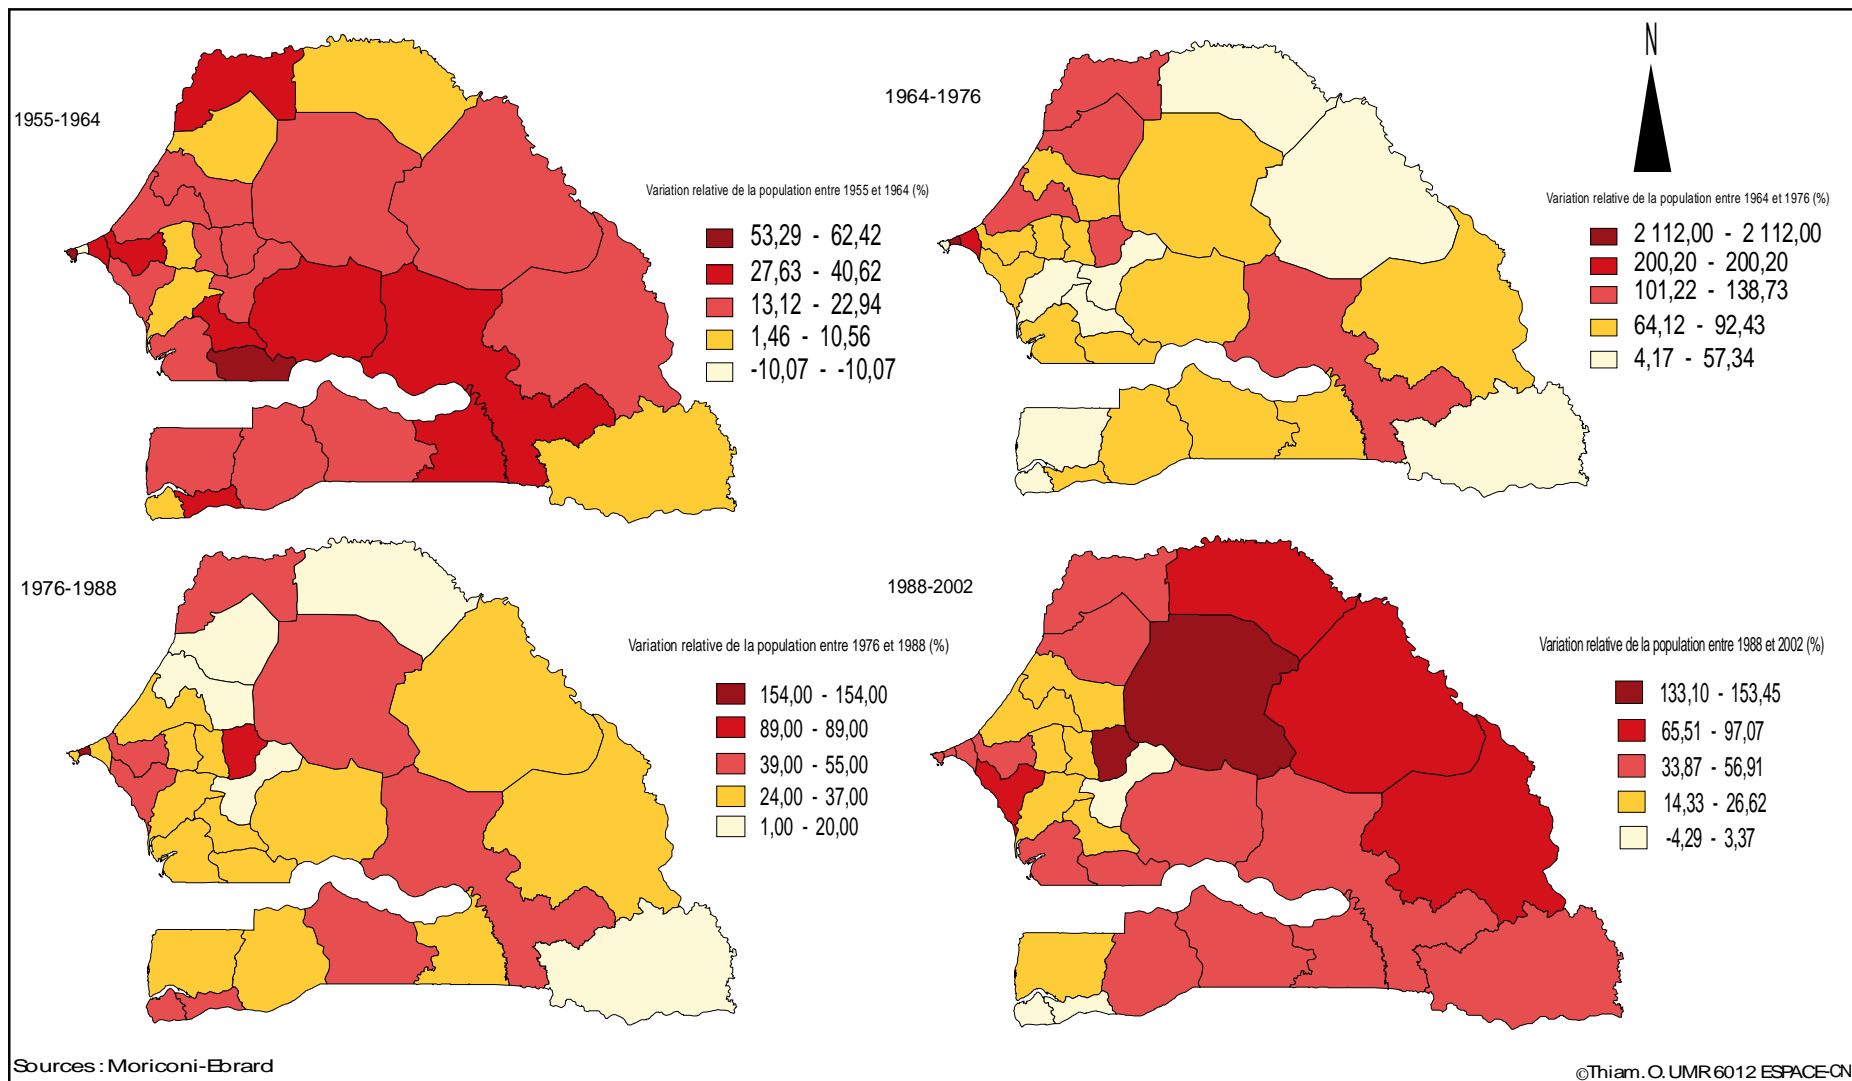 1955-1964
Variation relative de la population entre 1955 et 1964 (%)
53,29 - 62,42
27,63 - 40,62
13,12 - 22,94
1,46 - 10,56
-10,07 - -10,07
1964-1976
N
Variation relative de la population entre 1964 et 1976 (%)
2 112,00 - 2 112,00
200,20 - 200,20
101,22 - 138,73
64,12 - 92,43
4,17 - 57,34
1976-1988
Variation relative de la population entre 1976 et 1988 (%)
154,00 - 154,00
89,00 - 89,00
39,00 - 55,00
24,00 - 37,00
1,00 - 20,00
1988-2002
Variation relative de la population entre 1988 et 2002 (%)
133,10 - 153,45
65,51 - 97,07
33,87 - 56,91
14,33 - 26,62
-4,29 - 3,37
Sources : Moriconi-Ebrard
©Thiam. O. UMR 6012 ESPACE-CN